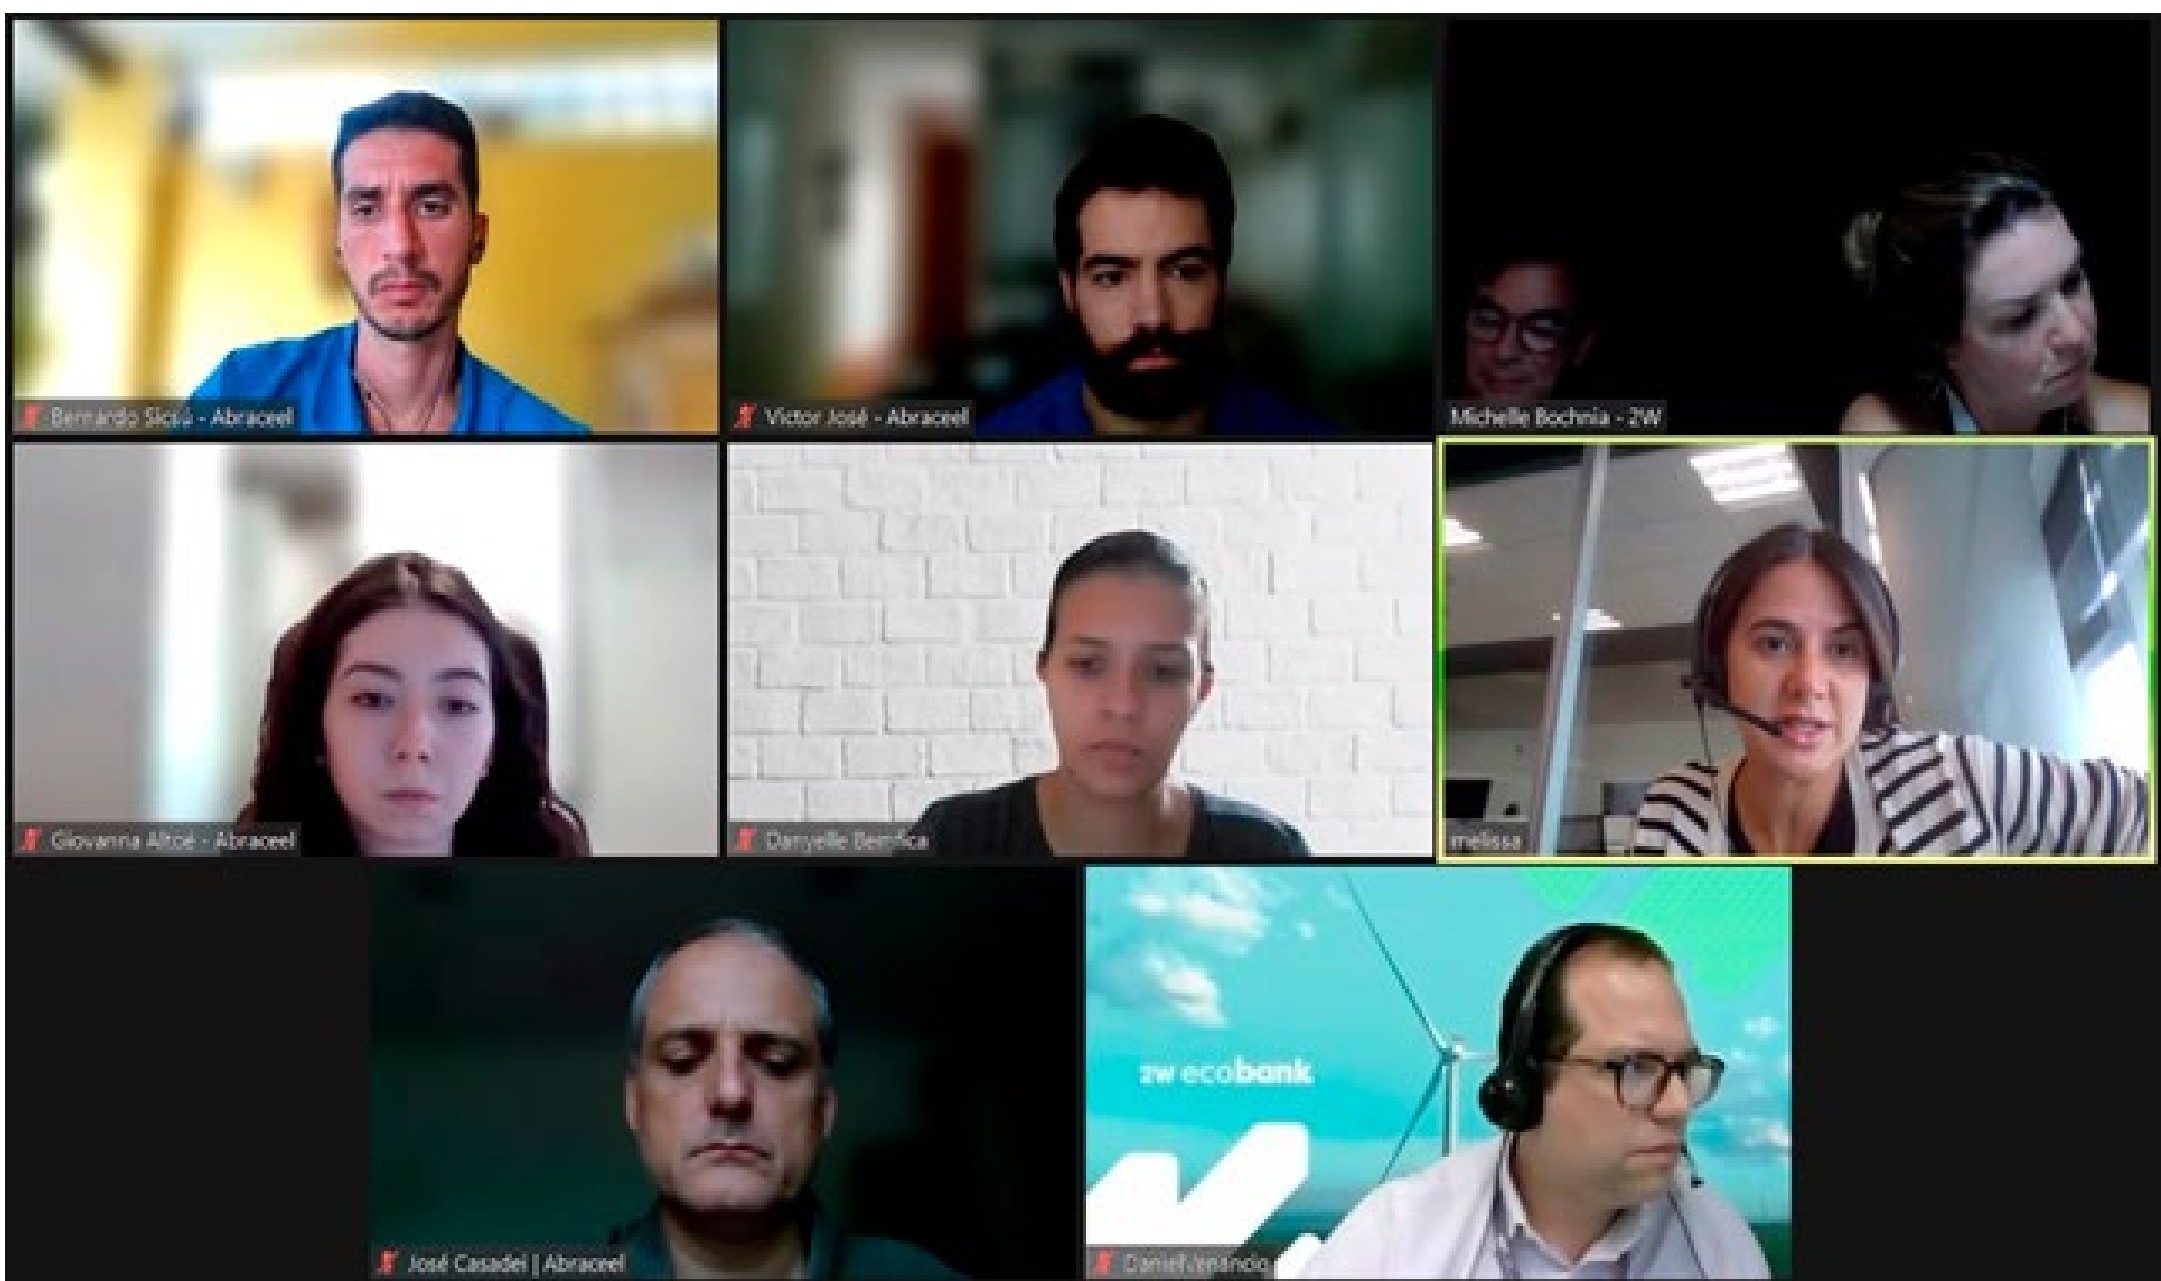 Bernardo Sicsú - Abraceel
Victor José - Abraceel
Michelle Bochnia - 2W
Giovanna Altoé - Abraceel
Danyelle Bemfica
melissa
José Casadei | Abraceel
2W ecobank
Daniel Venancio